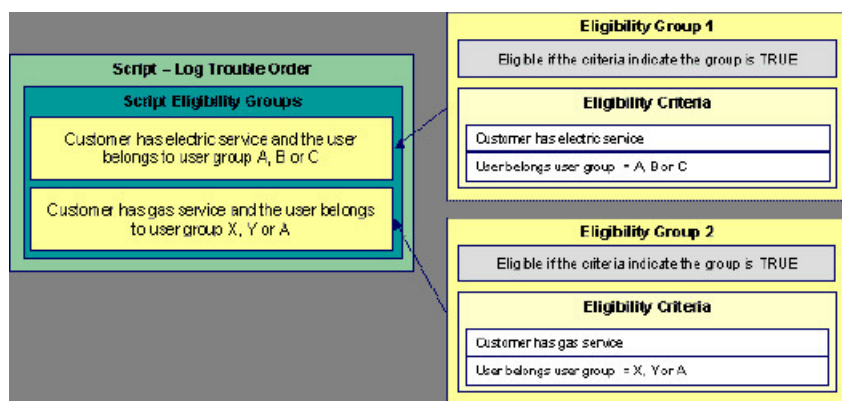 Script – Log Trouble Order
Script Eligibility Groups
Customer has electric service and the user
belongs to user group A, B or C
Customer has gas service and the user belongs
to user group X, Y or A
Eligibility Group 1
Eligible if the criteria indicate the group is TRUE
Eligibility Criteria
Customer has electric service
User belongs user group = A, B or C
Eligibility Group 2
Eligible if the criteria indicate the group is TRUE
Eligibility Criteria
Customer has gas service
User belongs user group = X, Y or A